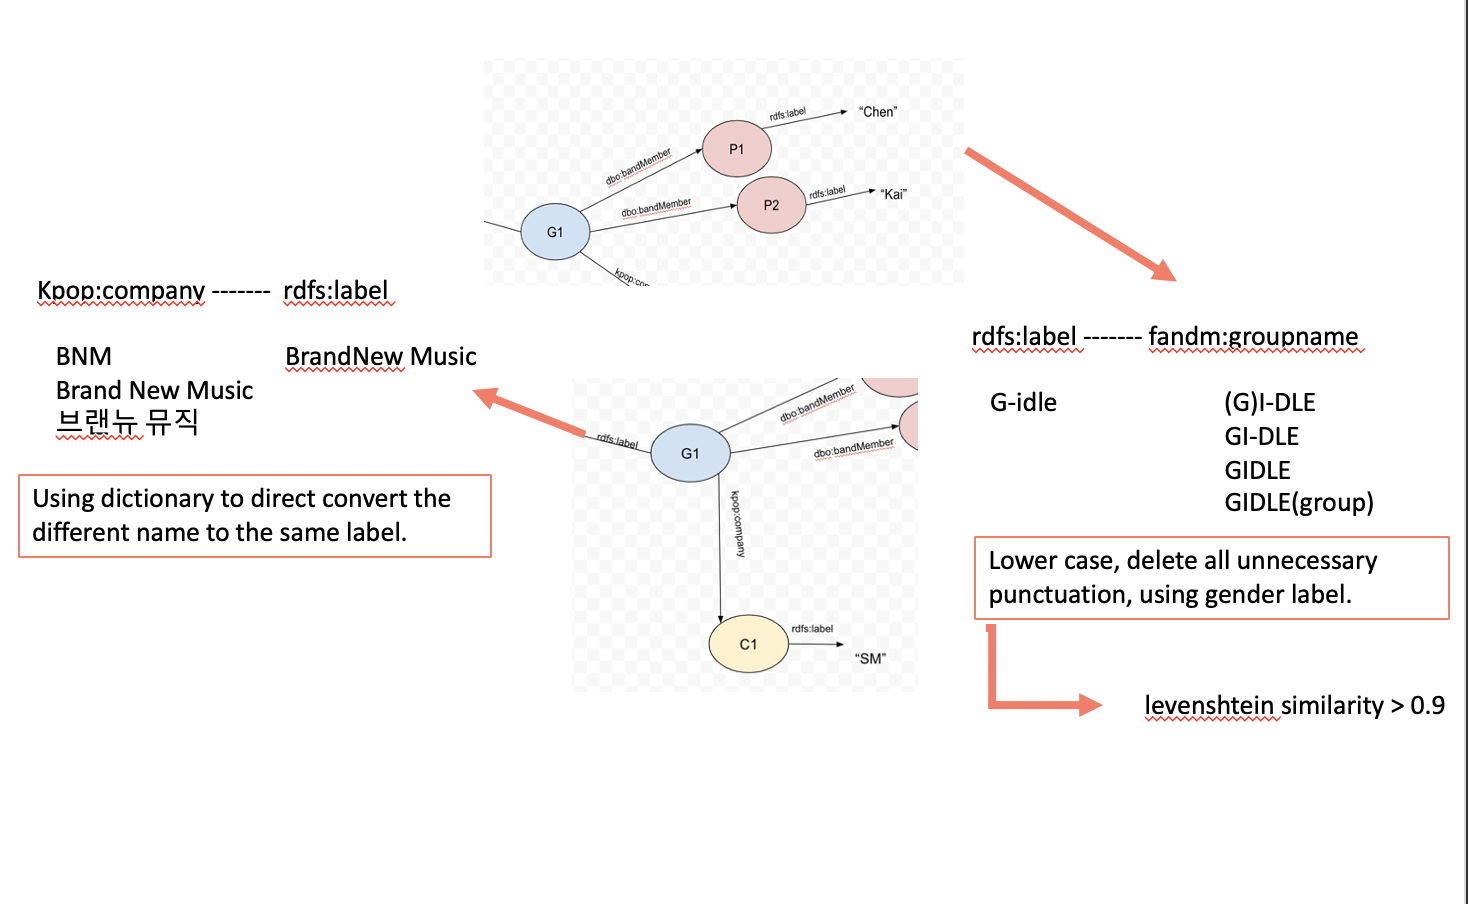 rdfs:label
"Chen"
P1
dbo:bandMember
P2
rdfs:label
"Kai"
dbo:bandMember
G1
Kpop:company ------- rdfs:label
BNM
BrandNew Music
Brand New Music
브랜뉴 뮤직
Using dictionary to direct convert the
different name to the same label.
dbo:bandMember
rdfs:label
G1
dbo:bandMember
kpop:company
C1
rdfs:label
"SM"
rdfs:label ------- fandm:groupname
G-idle
(G)I-DLE
GI-DLE
GIDLE
GIDLE(group)
Lower case, delete all unnecessary
punctuation, using gender label.
levenshtein similarity > 0.9